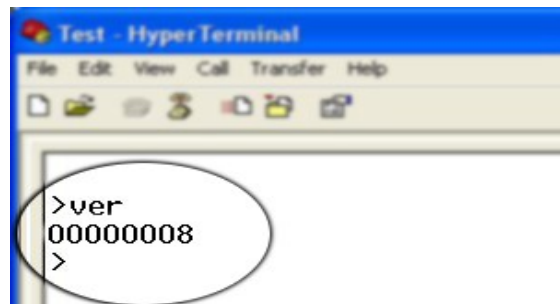 Test - HyperTerminal
File Edit View Call Transfer Help
>ver
00000008
>